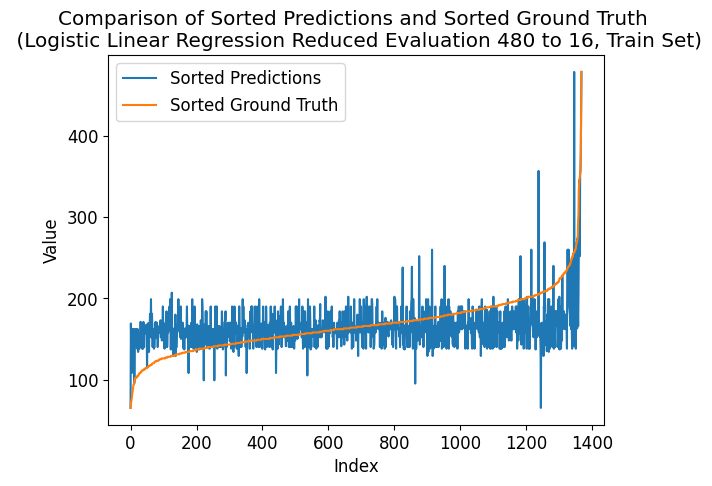 Comparison of Sorted Predictions and Sorted Ground Truth
(Logistic Linear Regression Reduced Evaluation 480 to 16, Train Set)
Sorted Predictions
Sorted Ground Truth
400
300
200
100
Value
0 200 400 600 800 1000 1200 1400
Index